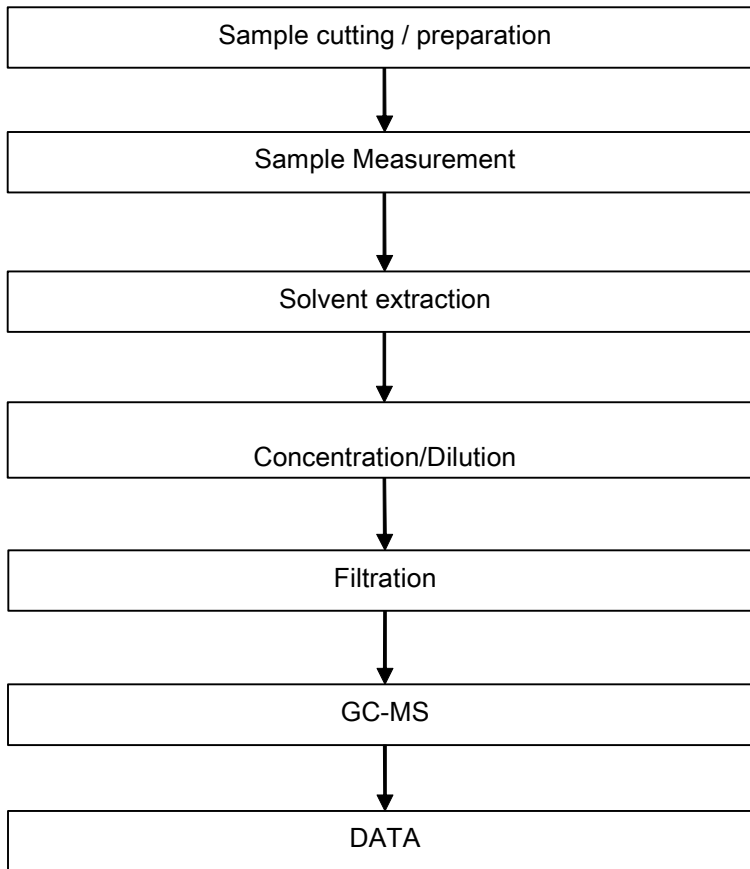 Sample cutting / preparation
Sample Measurement
Solvent extraction
Concentration/Dilution
Filtration
GC-MS
DATA